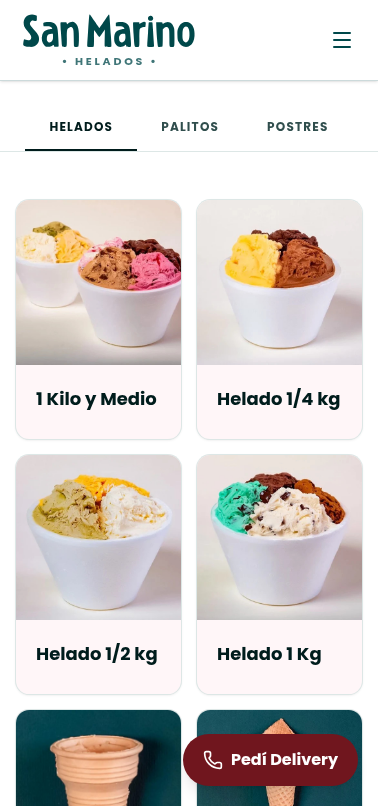 San Marino
• HELADOS •
HELADOS PALITOS POSTRES
1 Kilo y Medio
Helado 1/4 kg
Helado 1/2 kg
Helado 1 Kg
Pedí Delivery